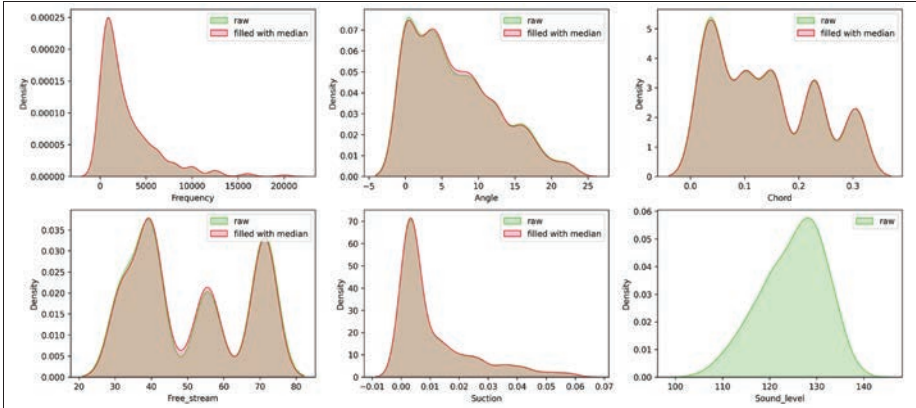 raw
filled with median
0.00025
0.00020
0.00015
0.00010
0.00005
0.00000
Density
0 5000 10000 15000 20000
Frequency
raw
filled with median
0.07
0.06
0.05
0.04
0.03
0.02
0.01
0.00
Density
−5 0 5 10 15 20 25
Angle
raw
filled with median
5
4
3
2
1
0
Density
0.0 0.1 0.2 0.3
Chord
raw
filled with median
0.035
0.030
0.025
0.020
0.015
0.010
0.005
0.000
Density
20 30 40 50 60 70 80
Free_stream
raw
filled with median
70
60
50
40
30
20
10
0
Density
−0.01 0.00 0.01 0.02 0.03 0.04 0.05 0.06 0.07
Suction
raw
0.06
0.05
0.04
0.03
0.02
0.01
0.00
Density
100 110 120 130 140
Sound_level